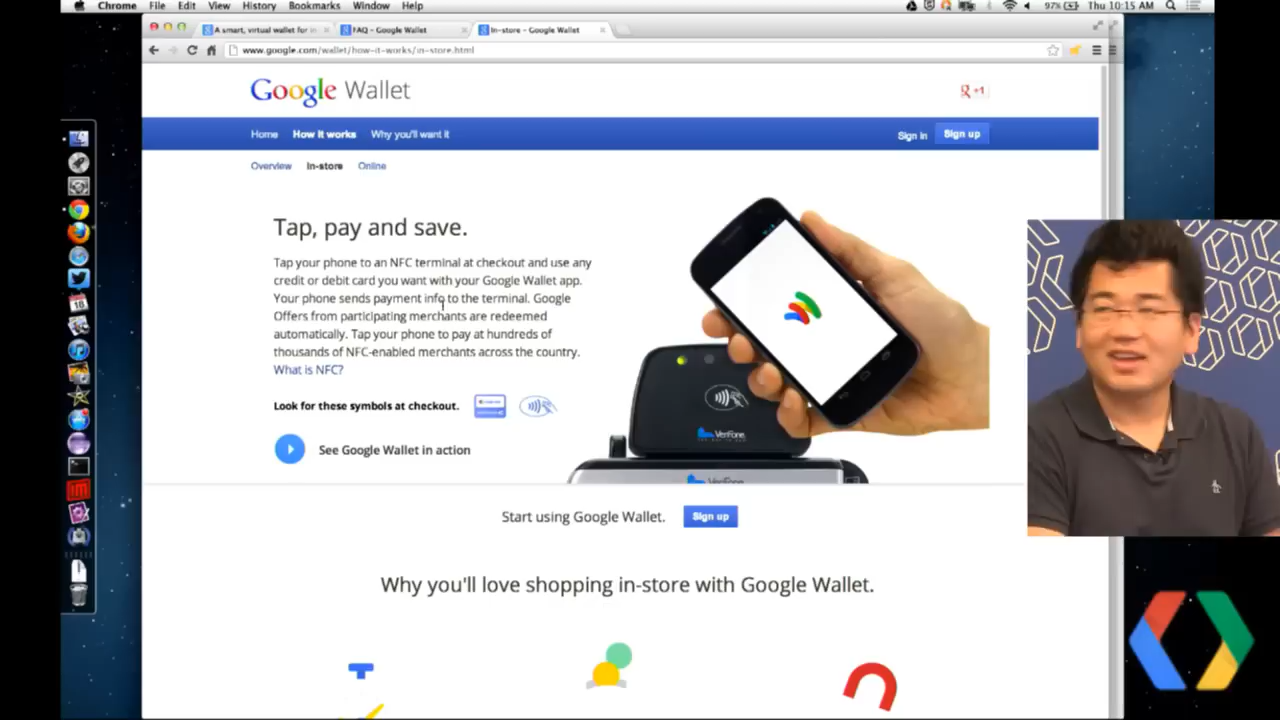 Chrome File Edit View History Bookmarks Window Help 97% Thu 10:15 AM
A smart, virtual wallet for in
FAQ – Google Wallet
In-store – Google Wallet
www.google.com/wallet/how-it-works/in-store.html
Google Wallet
+1
Home How it works Why you'll want it Sign in Sign up
Overview In-store Online
Tap, pay and save.
Tap your phone to an NFC terminal at checkout and use any
credit or debit card you want with your Google Wallet app.
Your phone sends payment info to the terminal. Google
Offers from participating merchants are redeemed
automatically. Tap your phone to pay at hundreds of
thousands of NFC-enabled merchants across the country.
What is NFC?
Look for these symbols at checkout.
See Google Wallet in action
VeriFone
VeriFone
Start using Google Wallet. Sign up
Why you'll love shopping in-store with Google Wallet.